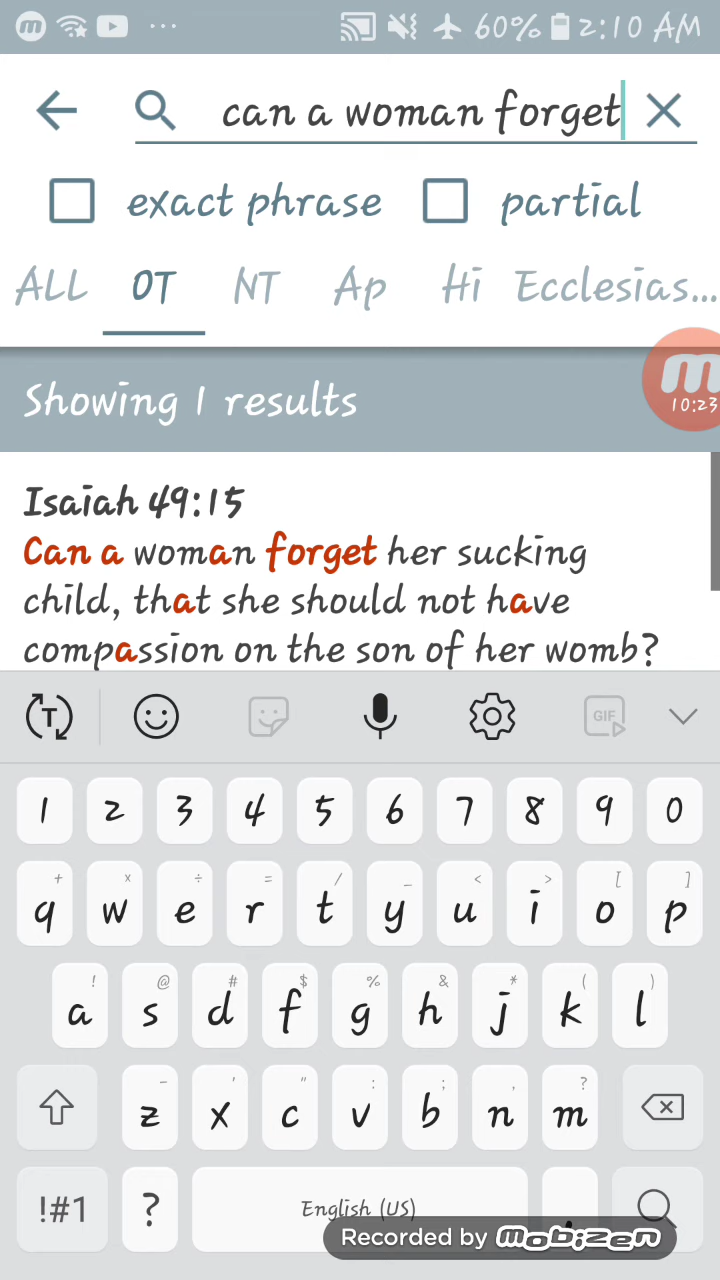 m ... 60% 2:10 AM
can a woman forget
exact phrase partial
ALL OT NT Ap Hi Ecclesias...
Showing 1 results
m
10:23
Isaiah 49:15
Can a woman forget her sucking
child, that she should not have
compassion on the son of her womb?
T GIF
1 2 3 4 5 6 7 8 9 0
+ × ÷ = / _ < > [ ]
q w e r t y u i o p
! @ # $ % & * ( )
a s d f g h j k l
- ' " : ; , ?
z x c v b n m
!#1 ? English (US) .
Recorded by mobizen